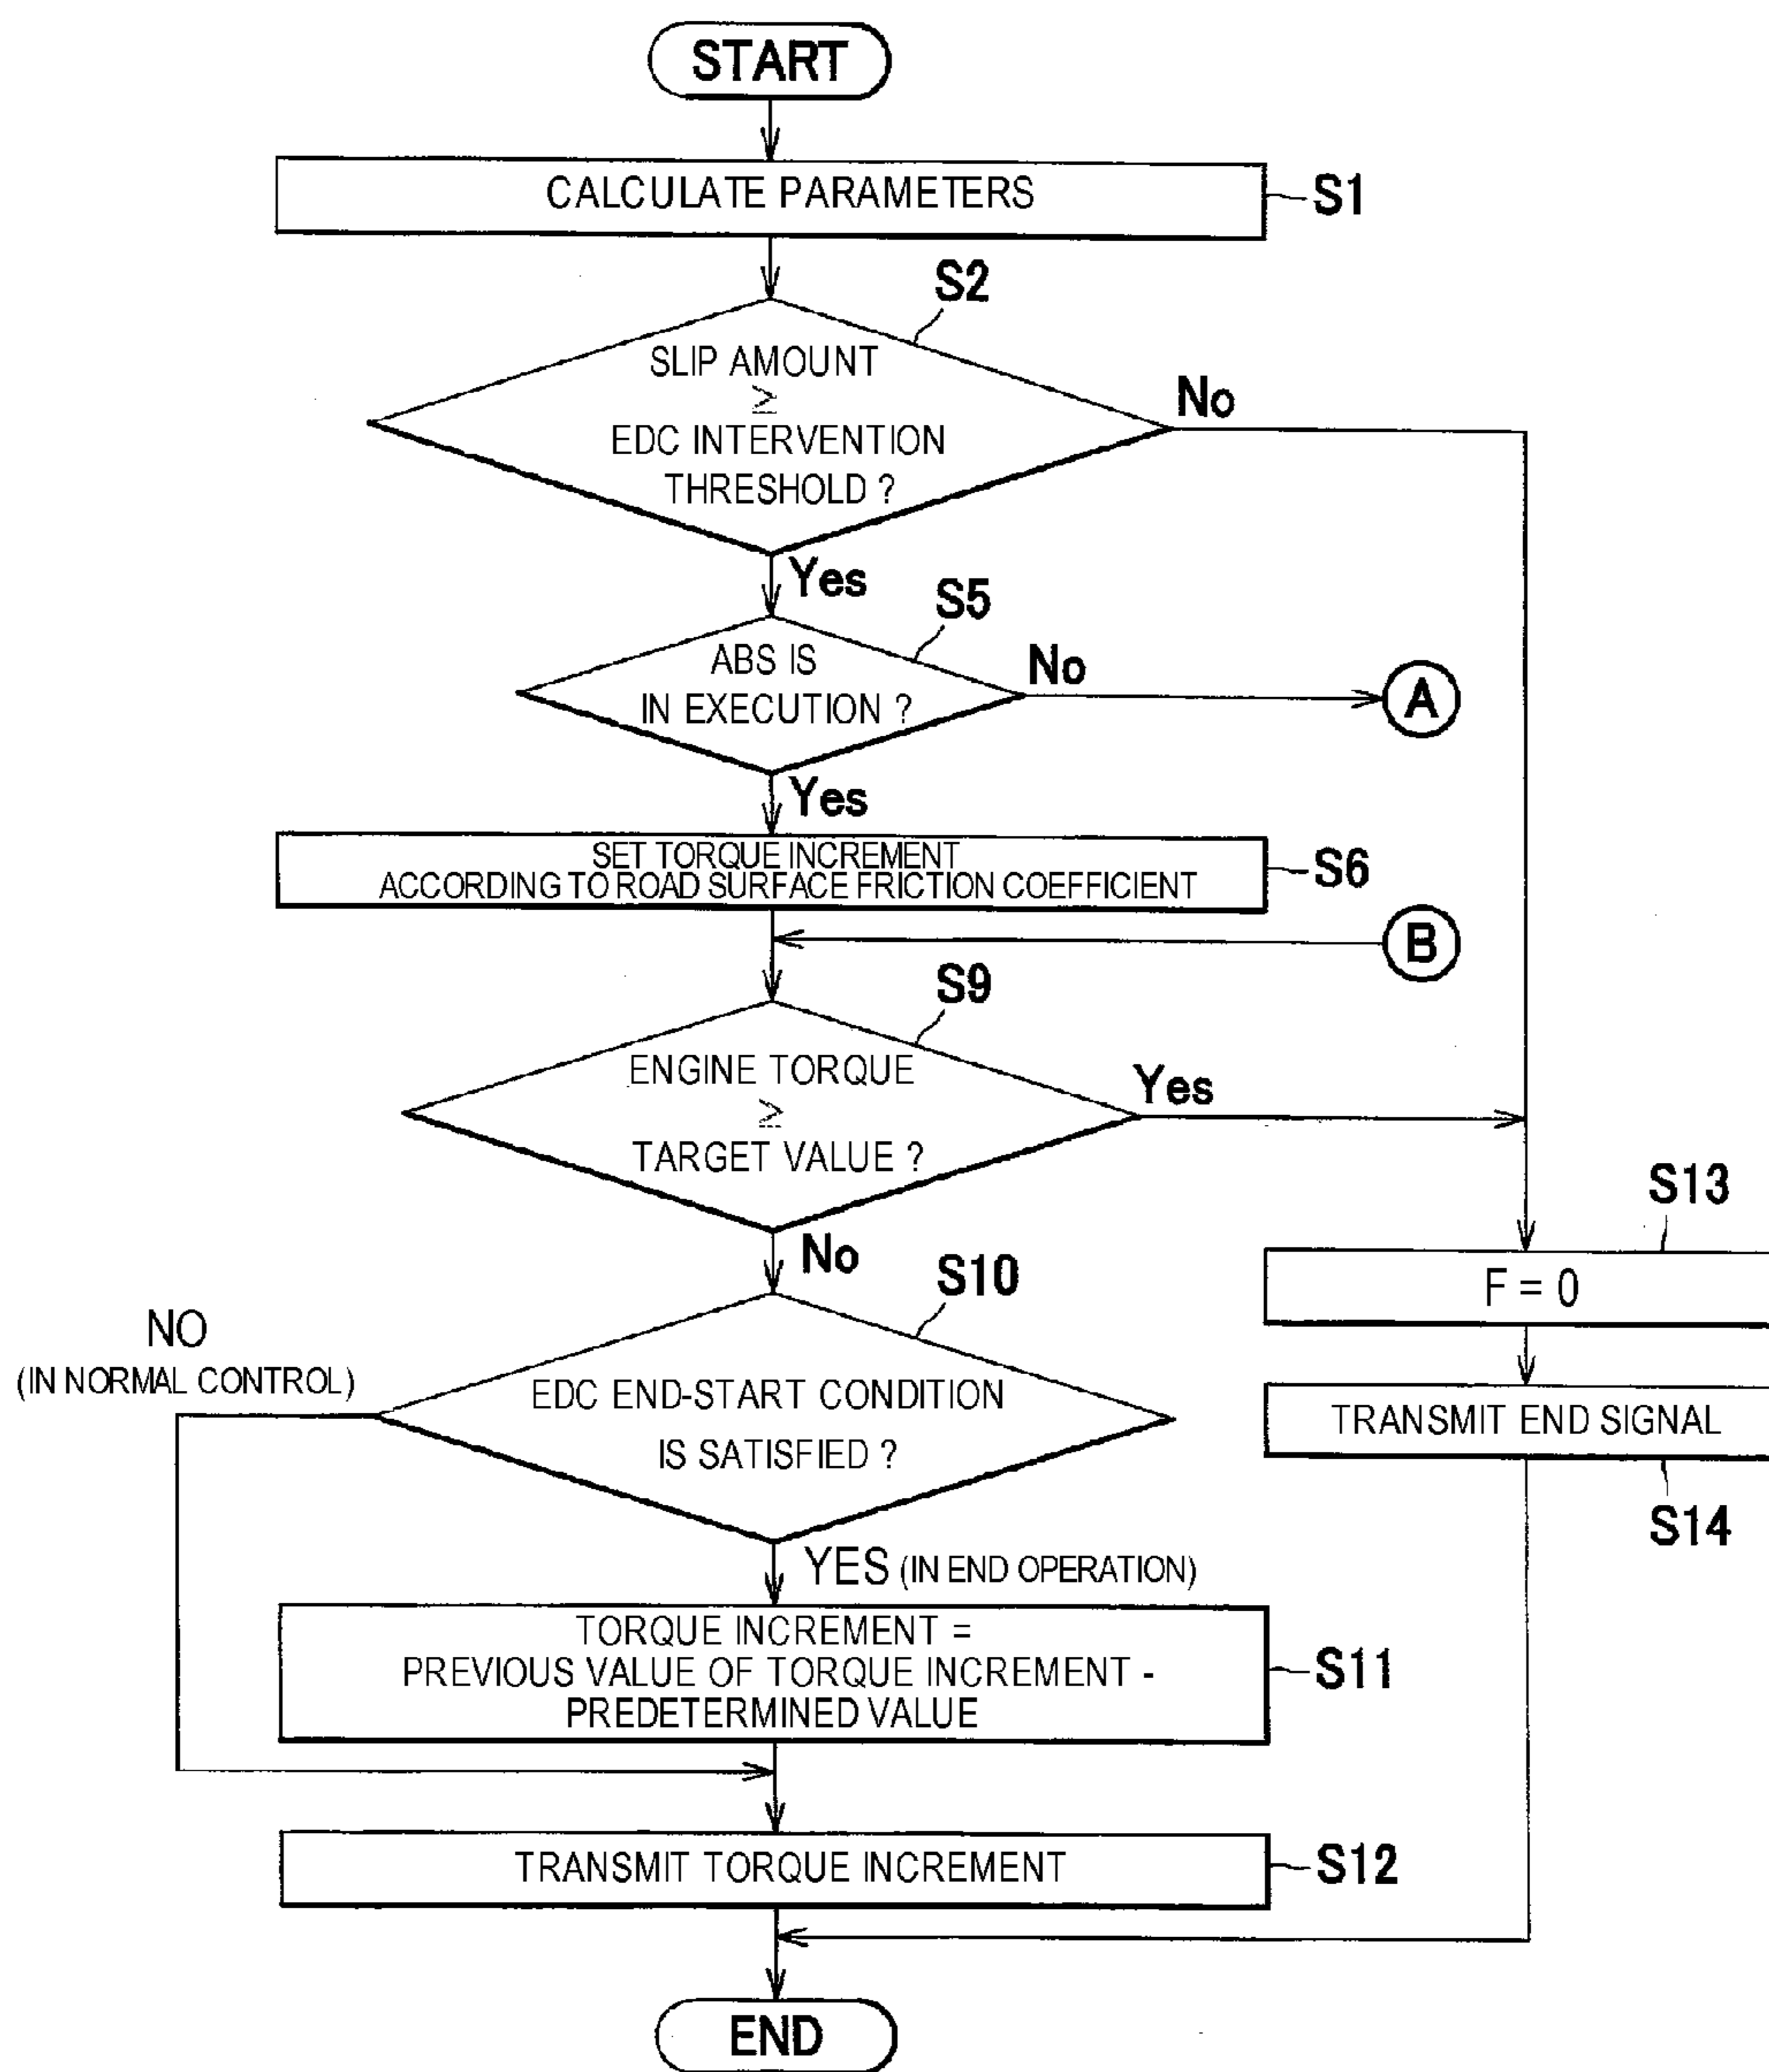 START
CALCULATE PARAMETERS
S1
S2
SLIP AMOUNT
≥
EDC INTERVENTION
THRESHOLD ?
No
Yes
S5
ABS IS
IN EXECUTION ?
No
A
Yes
SET TORQUE INCREMENT
ACCORDING TO ROAD SURFACE FRICTION COEFFICIENT
S6
B
S9
ENGINE TORQUE
≥
TARGET VALUE ?
Yes
No
S13
F = 0
S10
NO
(IN NORMAL CONTROL)
EDC END-START CONDITION
IS SATISFIED ?
TRANSMIT END SIGNAL
S14
YES (IN END OPERATION)
TORQUE INCREMENT =
PREVIOUS VALUE OF TORQUE INCREMENT -
PREDETERMINED VALUE
S11
TRANSMIT TORQUE INCREMENT
S12
END